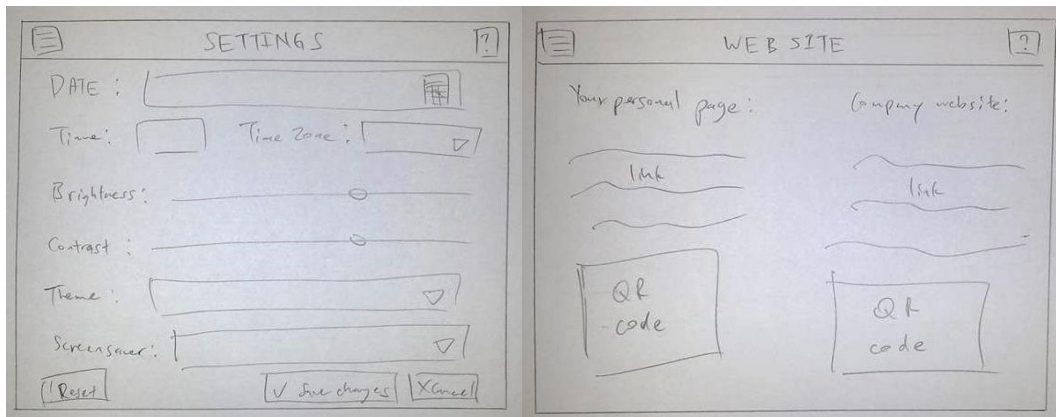 SETTINGS
?
DATE :
Time: Time Zone:
Brightness:
Contrast :
Theme :
Screensaver:
! Reset
✓ Save changes
X Cancel
WEB SITE
?
Your personal page :
Company website:
link
link
QR
code
QR
code